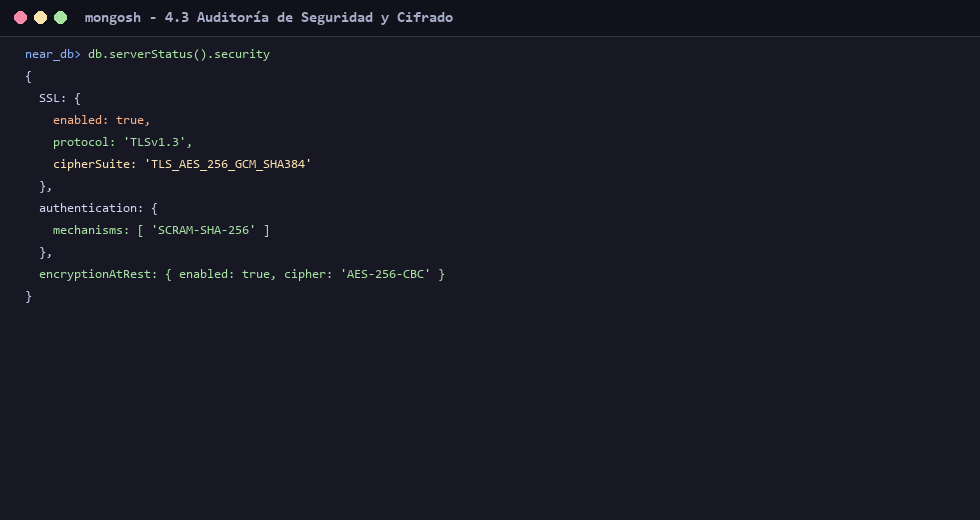 mongosh - 4.3 Auditoría de Seguridad y Cifrado
near_db> db.serverStatus().security
{
  SSL: {
    enabled: true,
    protocol: 'TLSv1.3',
    cipherSuite: 'TLS_AES_256_GCM_SHA384'
  },
  authentication: {
    mechanisms: [ 'SCRAM-SHA-256' ]
  },
  encryptionAtRest: { enabled: true, cipher: 'AES-256-CBC' }
}